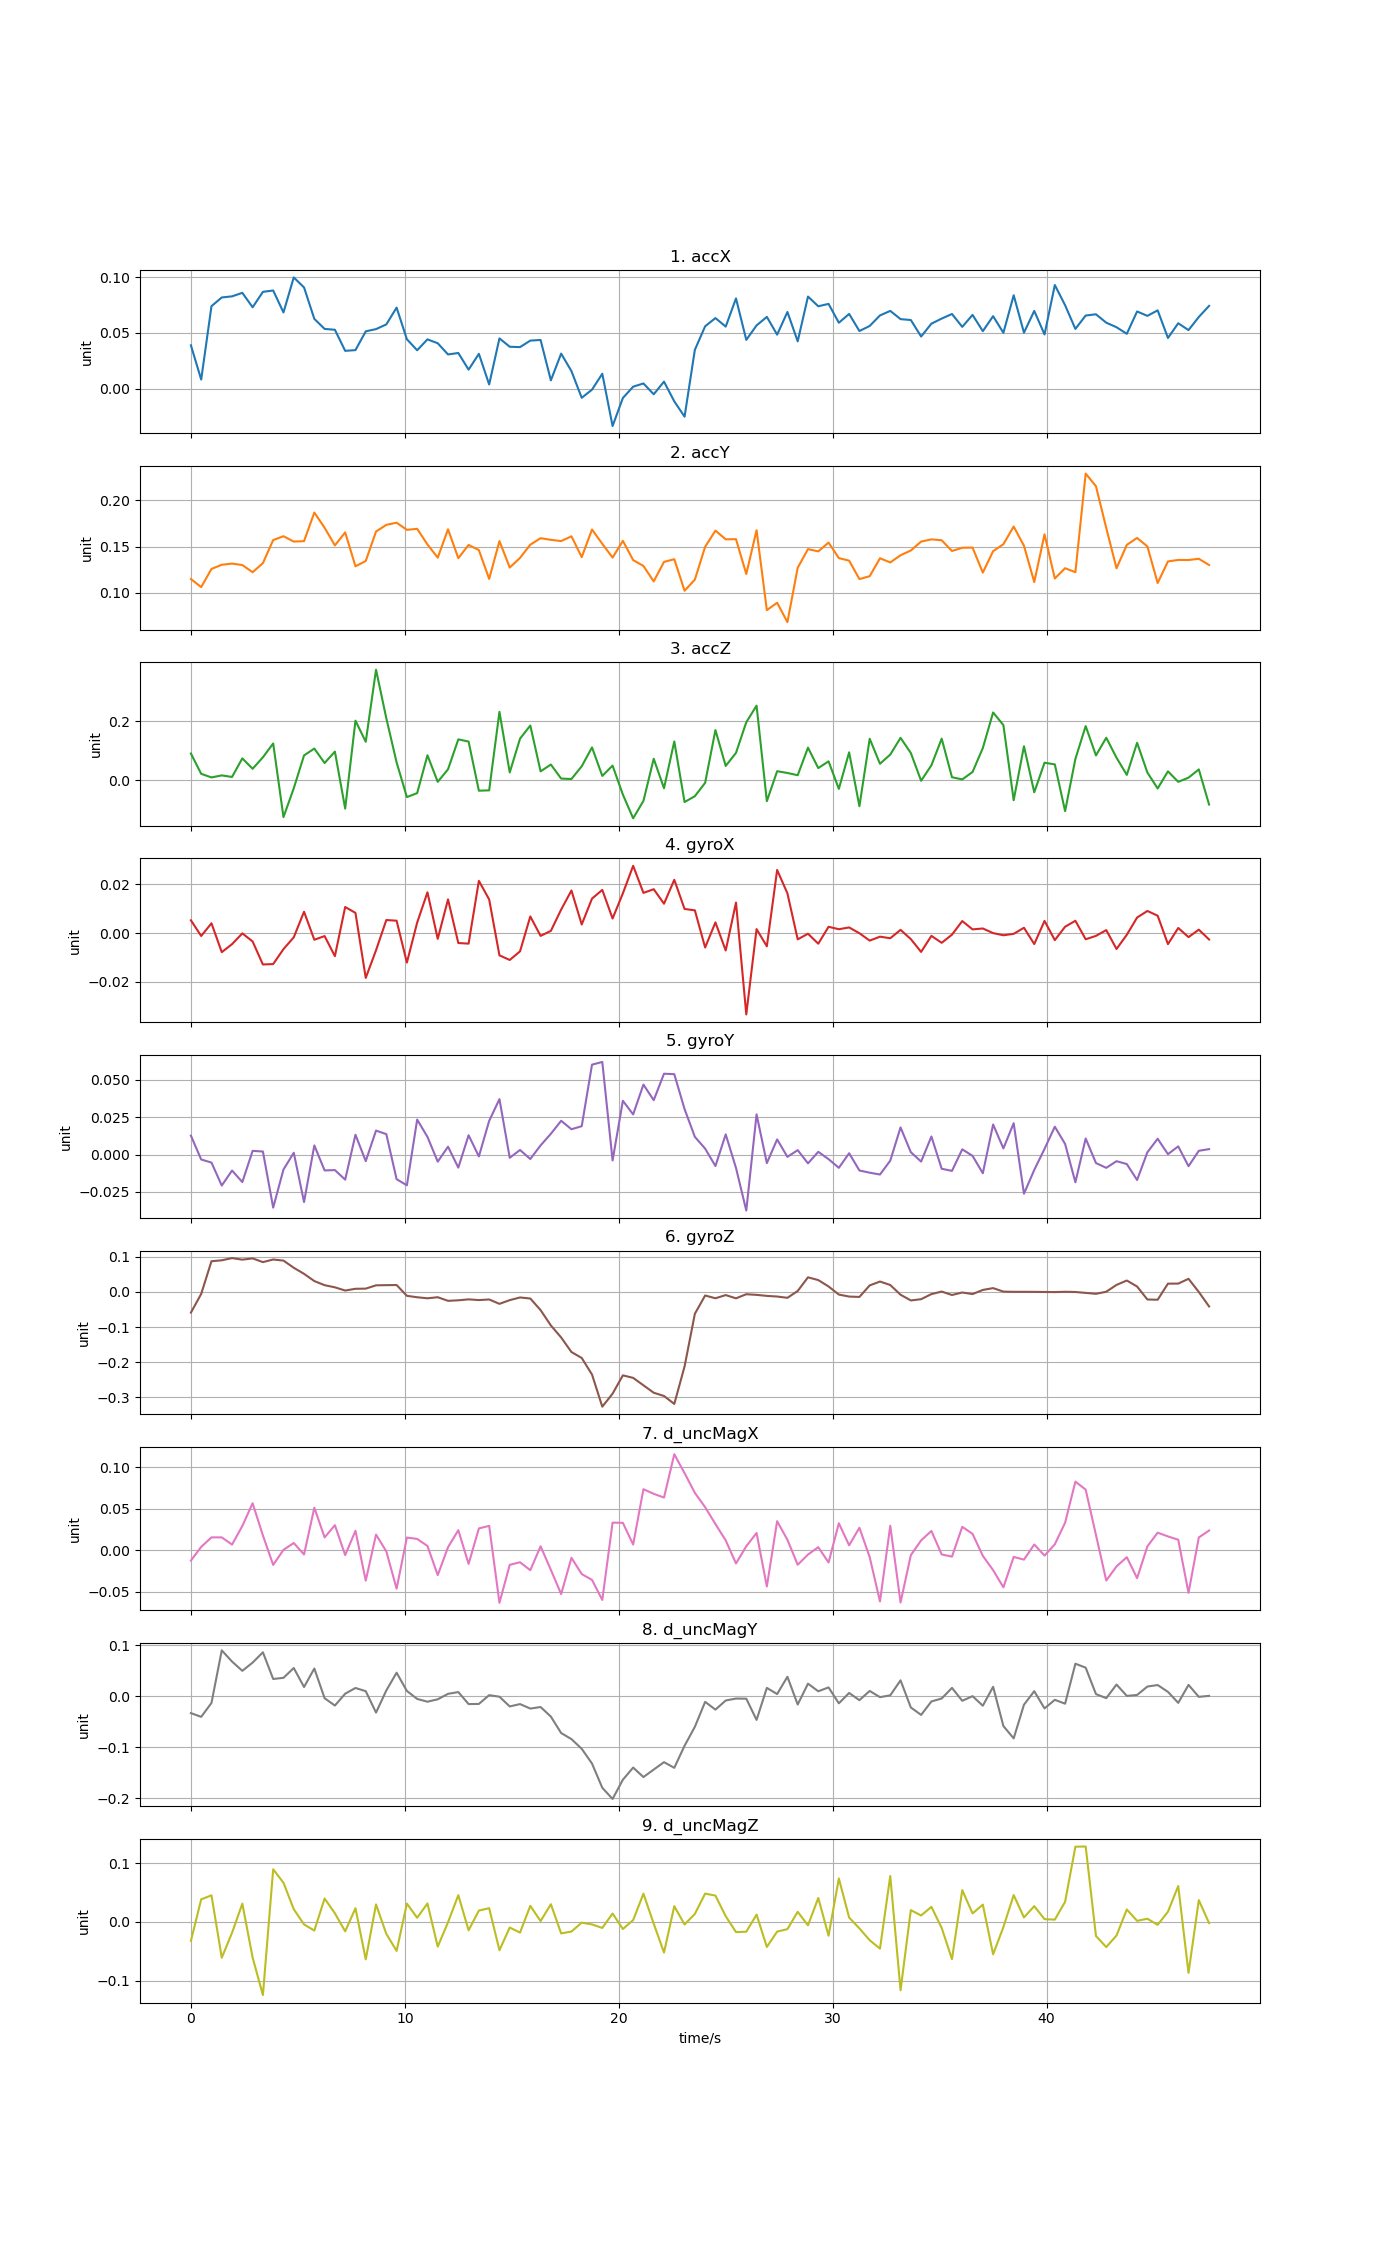 1. accX
0.10
0.05
0.00
unit
2. accY
0.20
0.15
0.10
unit
3. accZ
0.2
0.0
unit
4. gyroX
0.02
0.00
−0.02
unit
5. gyroY
0.050
0.025
0.000
−0.025
unit
6. gyroZ
0.1
0.0
−0.1
−0.2
−0.3
unit
7. d_uncMagX
0.10
0.05
0.00
−0.05
unit
8. d_uncMagY
0.1
0.0
−0.1
−0.2
unit
9. d_uncMagZ
0.1
0.0
−0.1
unit
0 10 20 30 40
time/s